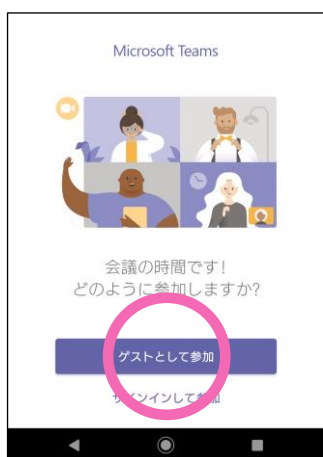 Microsoft Teams
会議の時間です!
どのように参加しますか?
ゲストとして参加
サインインして参加